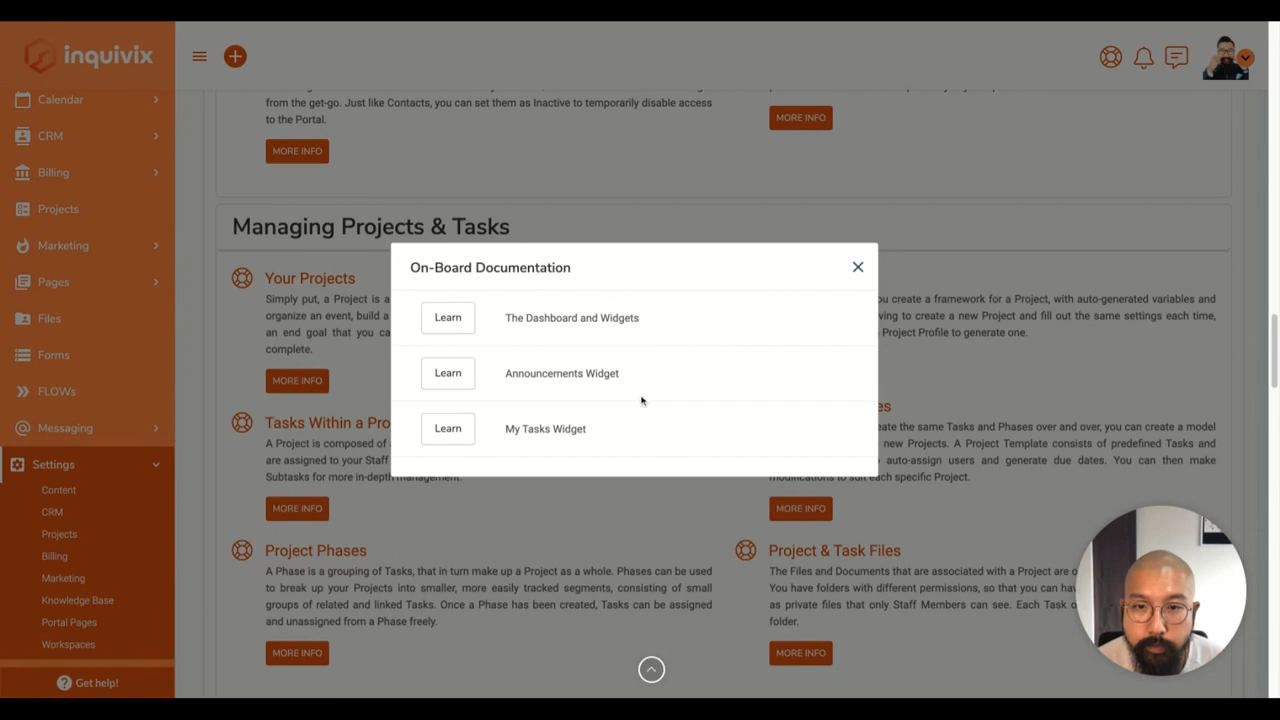 inquivix
Calendar
CRM
Billing
Projects
Marketing
Pages
Files
Forms
FLOWs
Messaging
Settings
Content
CRM
Projects
Billing
Marketing
Knowledge Base
Portal Pages
Workspaces
Get help!
from the get-go. Just like Contacts, you can set them as Inactive to temporarily disable access
to the Portal.
MORE INFO
MORE INFO
Managing Projects & Tasks
Your Projects
Simply put, a Project is a
organize an event, build a
an end goal that you ca
complete.
MORE INFO
ou create a framework for a Project, with auto-generated variables and
ving to create a new Project and fill out the same settings each time,
Project Profile to generate one.
On-Board Documentation
Learn The Dashboard and Widgets
Learn Announcements Widget
Learn My Tasks Widget
Tasks Within a Pro
A Project is composed of
are assigned to your Staff
Subtasks for more in-depth management.
MORE INFO
es
eate the same Tasks and Phases over and over, you can create a model
new Projects. A Project Template consists of predefined Tasks and
auto-assign users and generate due dates. You can then make
modifications to suit each specific Project.
MORE INFO
Project Phases
A Phase is a grouping of Tasks, that in turn make up a Project as a whole. Phases can be used
to break up your Projects into smaller, more easily tracked segments, consisting of small
groups of related and linked Tasks. Once a Phase has been created, Tasks can be assigned
and unassigned from a Phase freely.
MORE INFO
Project & Task Files
The Files and Documents that are associated with a Project are o
You have folders with different permissions, so that you can hav
as private files that only Staff Members can see. Each Task o
folder.
MORE INFO